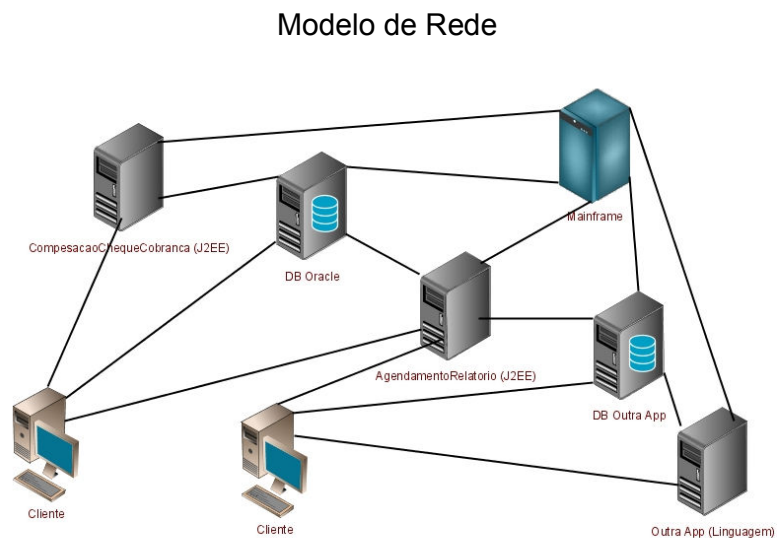 Modelo de Rede
Mainframe
CompesacaoChequeCobranca (J2EE)
DB Oracle
AgendamentoRelatorio (J2EE)
DB Outra App
Cliente
Cliente
Outra App (Linguagem)